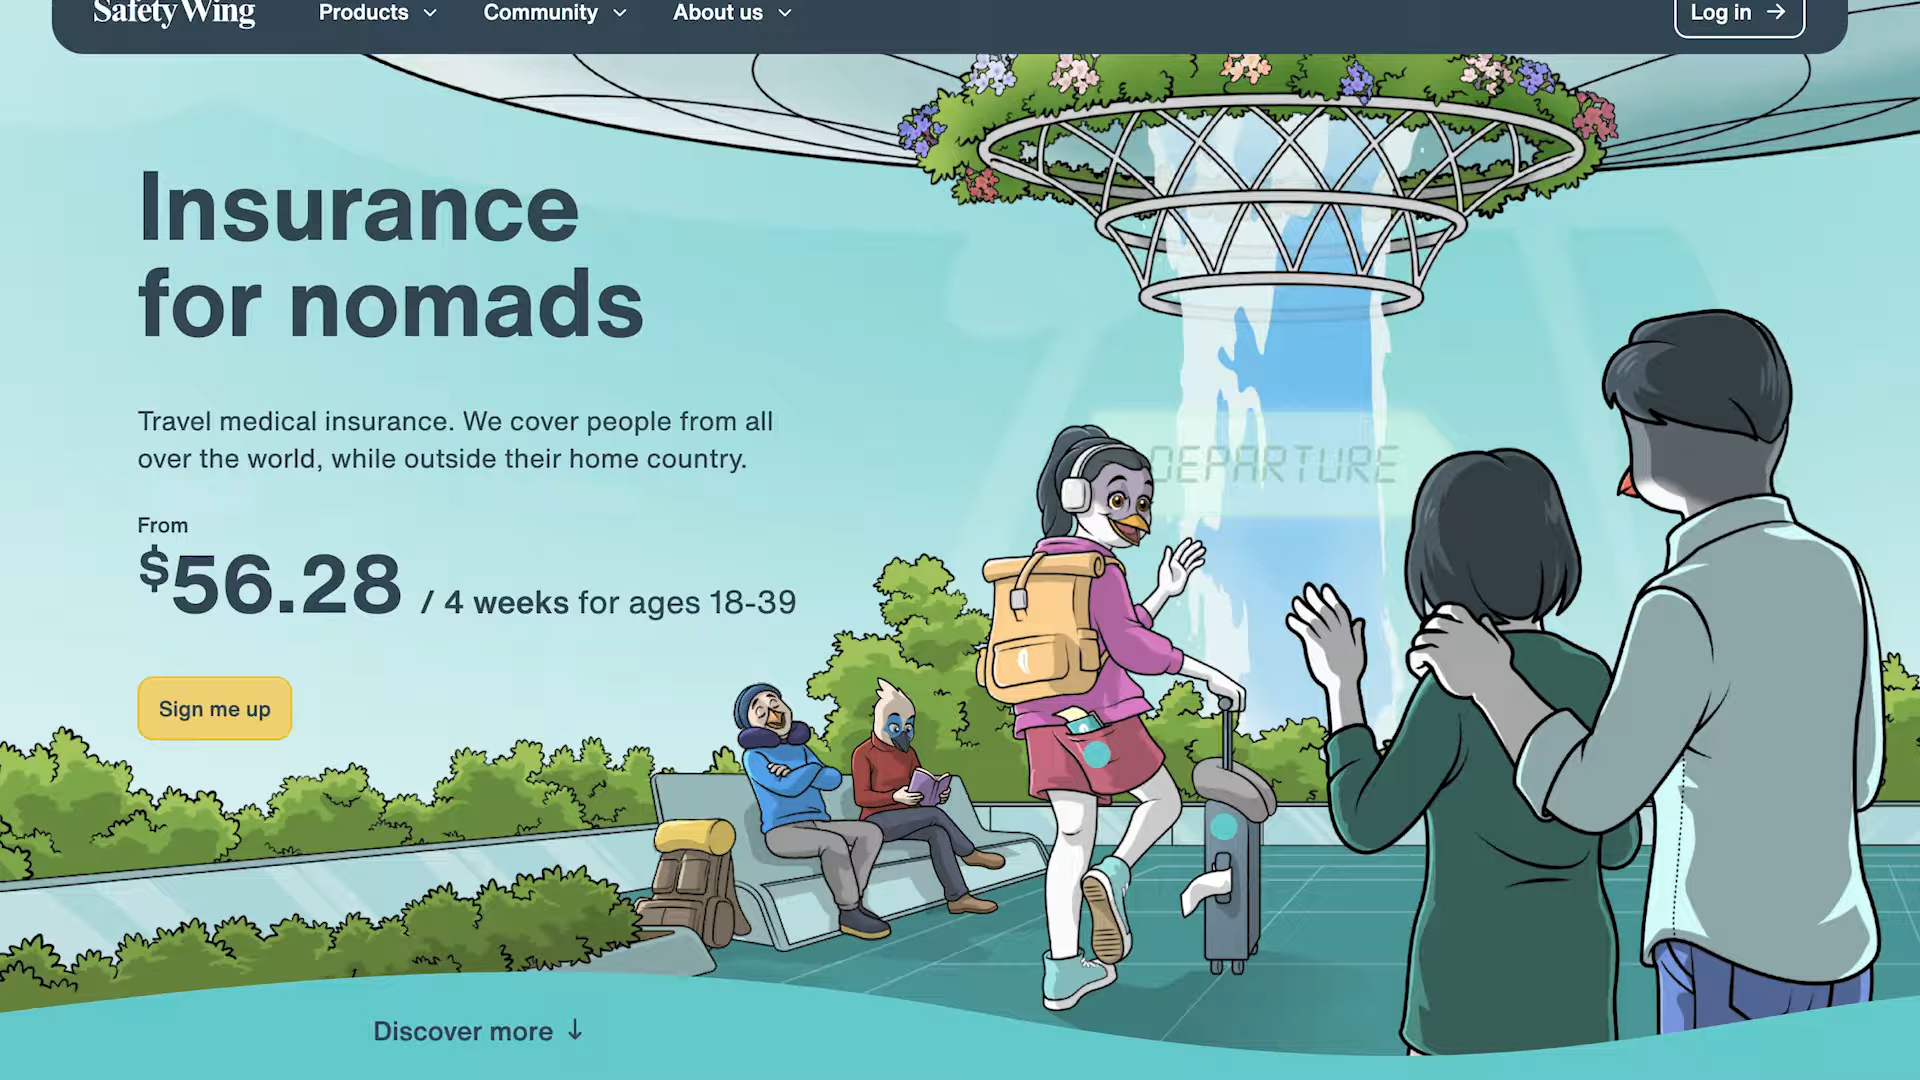 SafetyWing
Products
Community
About us
Log in →
Insurance
for nomads
Travel medical insurance. We cover people from all
over the world, while outside their home country.
From
$56.28 / 4 weeks for ages 18-39
Sign me up
DEPARTURE
Discover more ↓